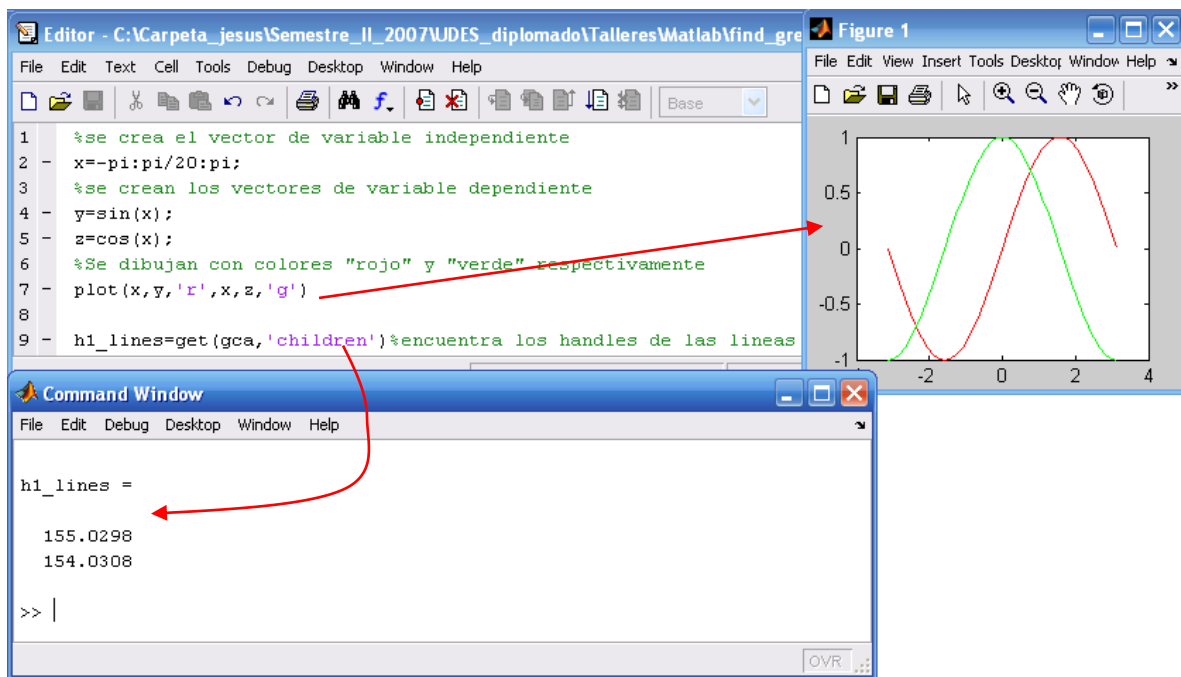 Editor - C:\Carpeta_jesus\Semestre_II_2007\UDES_diplomado\Talleres\Matlab\find_gre
File Edit Text Cell Tools Debug Desktop Window Help
Base
1 %se crea el vector de variable independiente
2 - x=-pi:pi/20:pi;
3 %se crean los vectores de variable dependiente
4 - y=sin(x);
5 - z=cos(x);
6 %Se dibujan con colores "rojo" y "verde" respectivamente
7 - plot(x,y,'r',x,z,'g')
8
9 - h1_lines=get(gca,'children')%encuentra los handles de las lineas
Figure 1
File Edit View Insert Tools Desktop Window Help
1
0.5
0
-0.5
-1
-2 0 2 4
Command Window
File Edit Debug Desktop Window Help
h1_lines =
155.0298
154.0308
>>
OVR